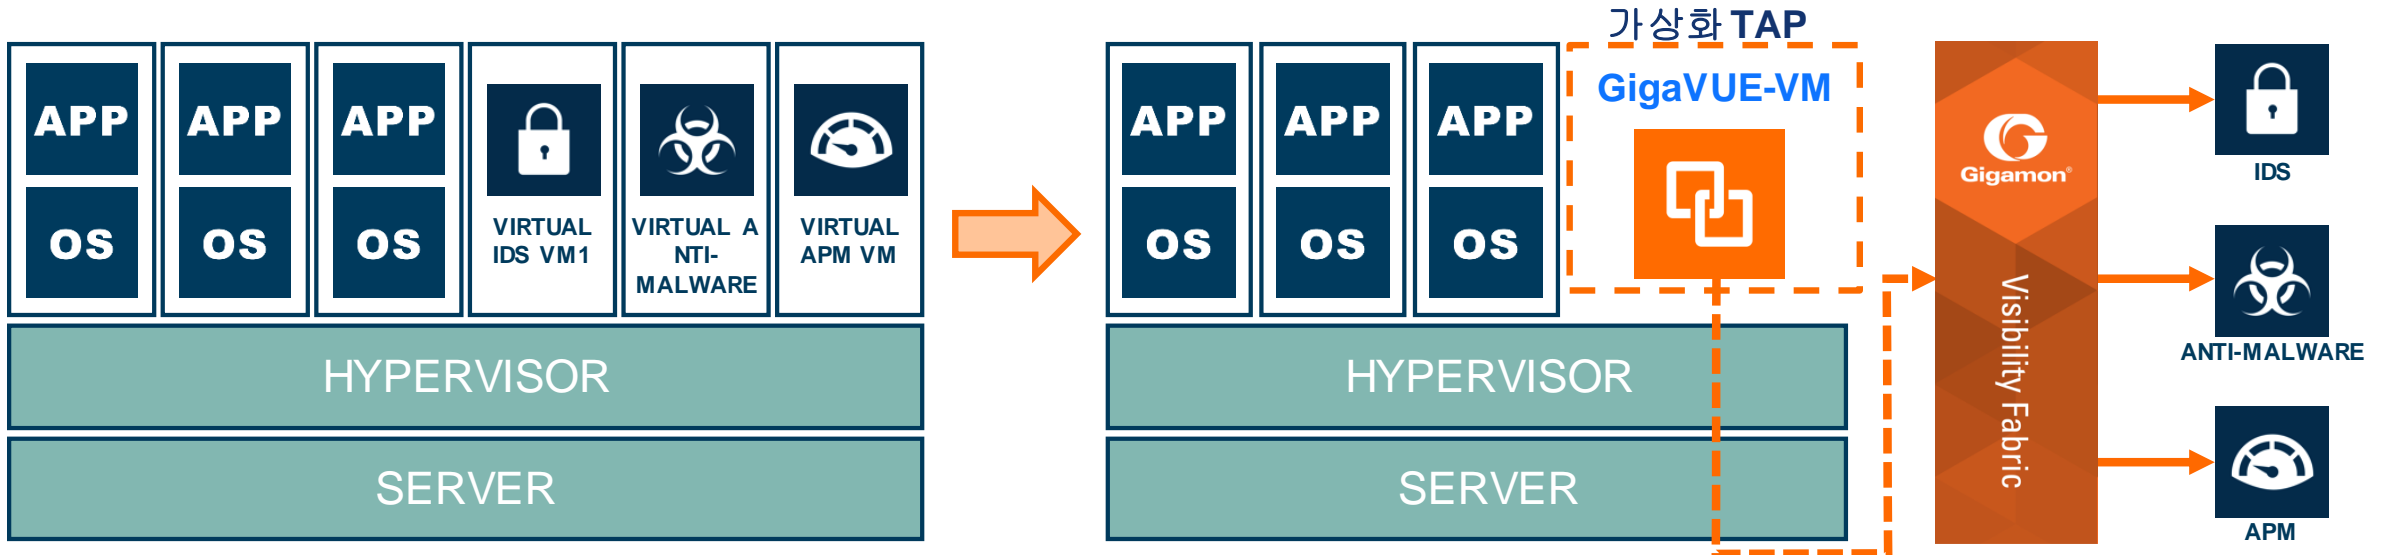 APP
OS
APP
OS
APP
OS
VIRTUAL
IDS VM1
VIRTUAL A
NTI-
MALWARE
VIRTUAL
APM VM
HYPERVISOR
SERVER
가상화 TAP
APP
OS
APP
OS
APP
OS
GigaVUE-VM
HYPERVISOR
SERVER
Gigamon®
Visibility Fabric
IDS
ANTI-MALWARE
APM